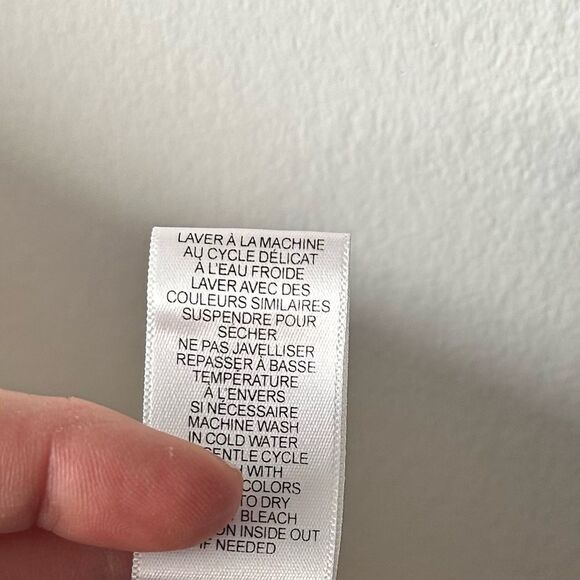 LAVER À LA MACHINE
AU CYCLE DÉLICAT
À L'EAU FROIDE
LAVER AVEC DES
COULEURS SIMILAIRES
SUSPENDRE POUR
SÉCHER
NE PAS JAVELLISER
REPASSER À BASSE
TEMPÉRATURE
À L'ENVERS
SI NÉCESSAIRE
MACHINE WASH
IN COLD WATER
GENTLE CYCLE
WITH
COLORS
TO DRY
BLEACH
INSIDE OUT
IF NEEDED